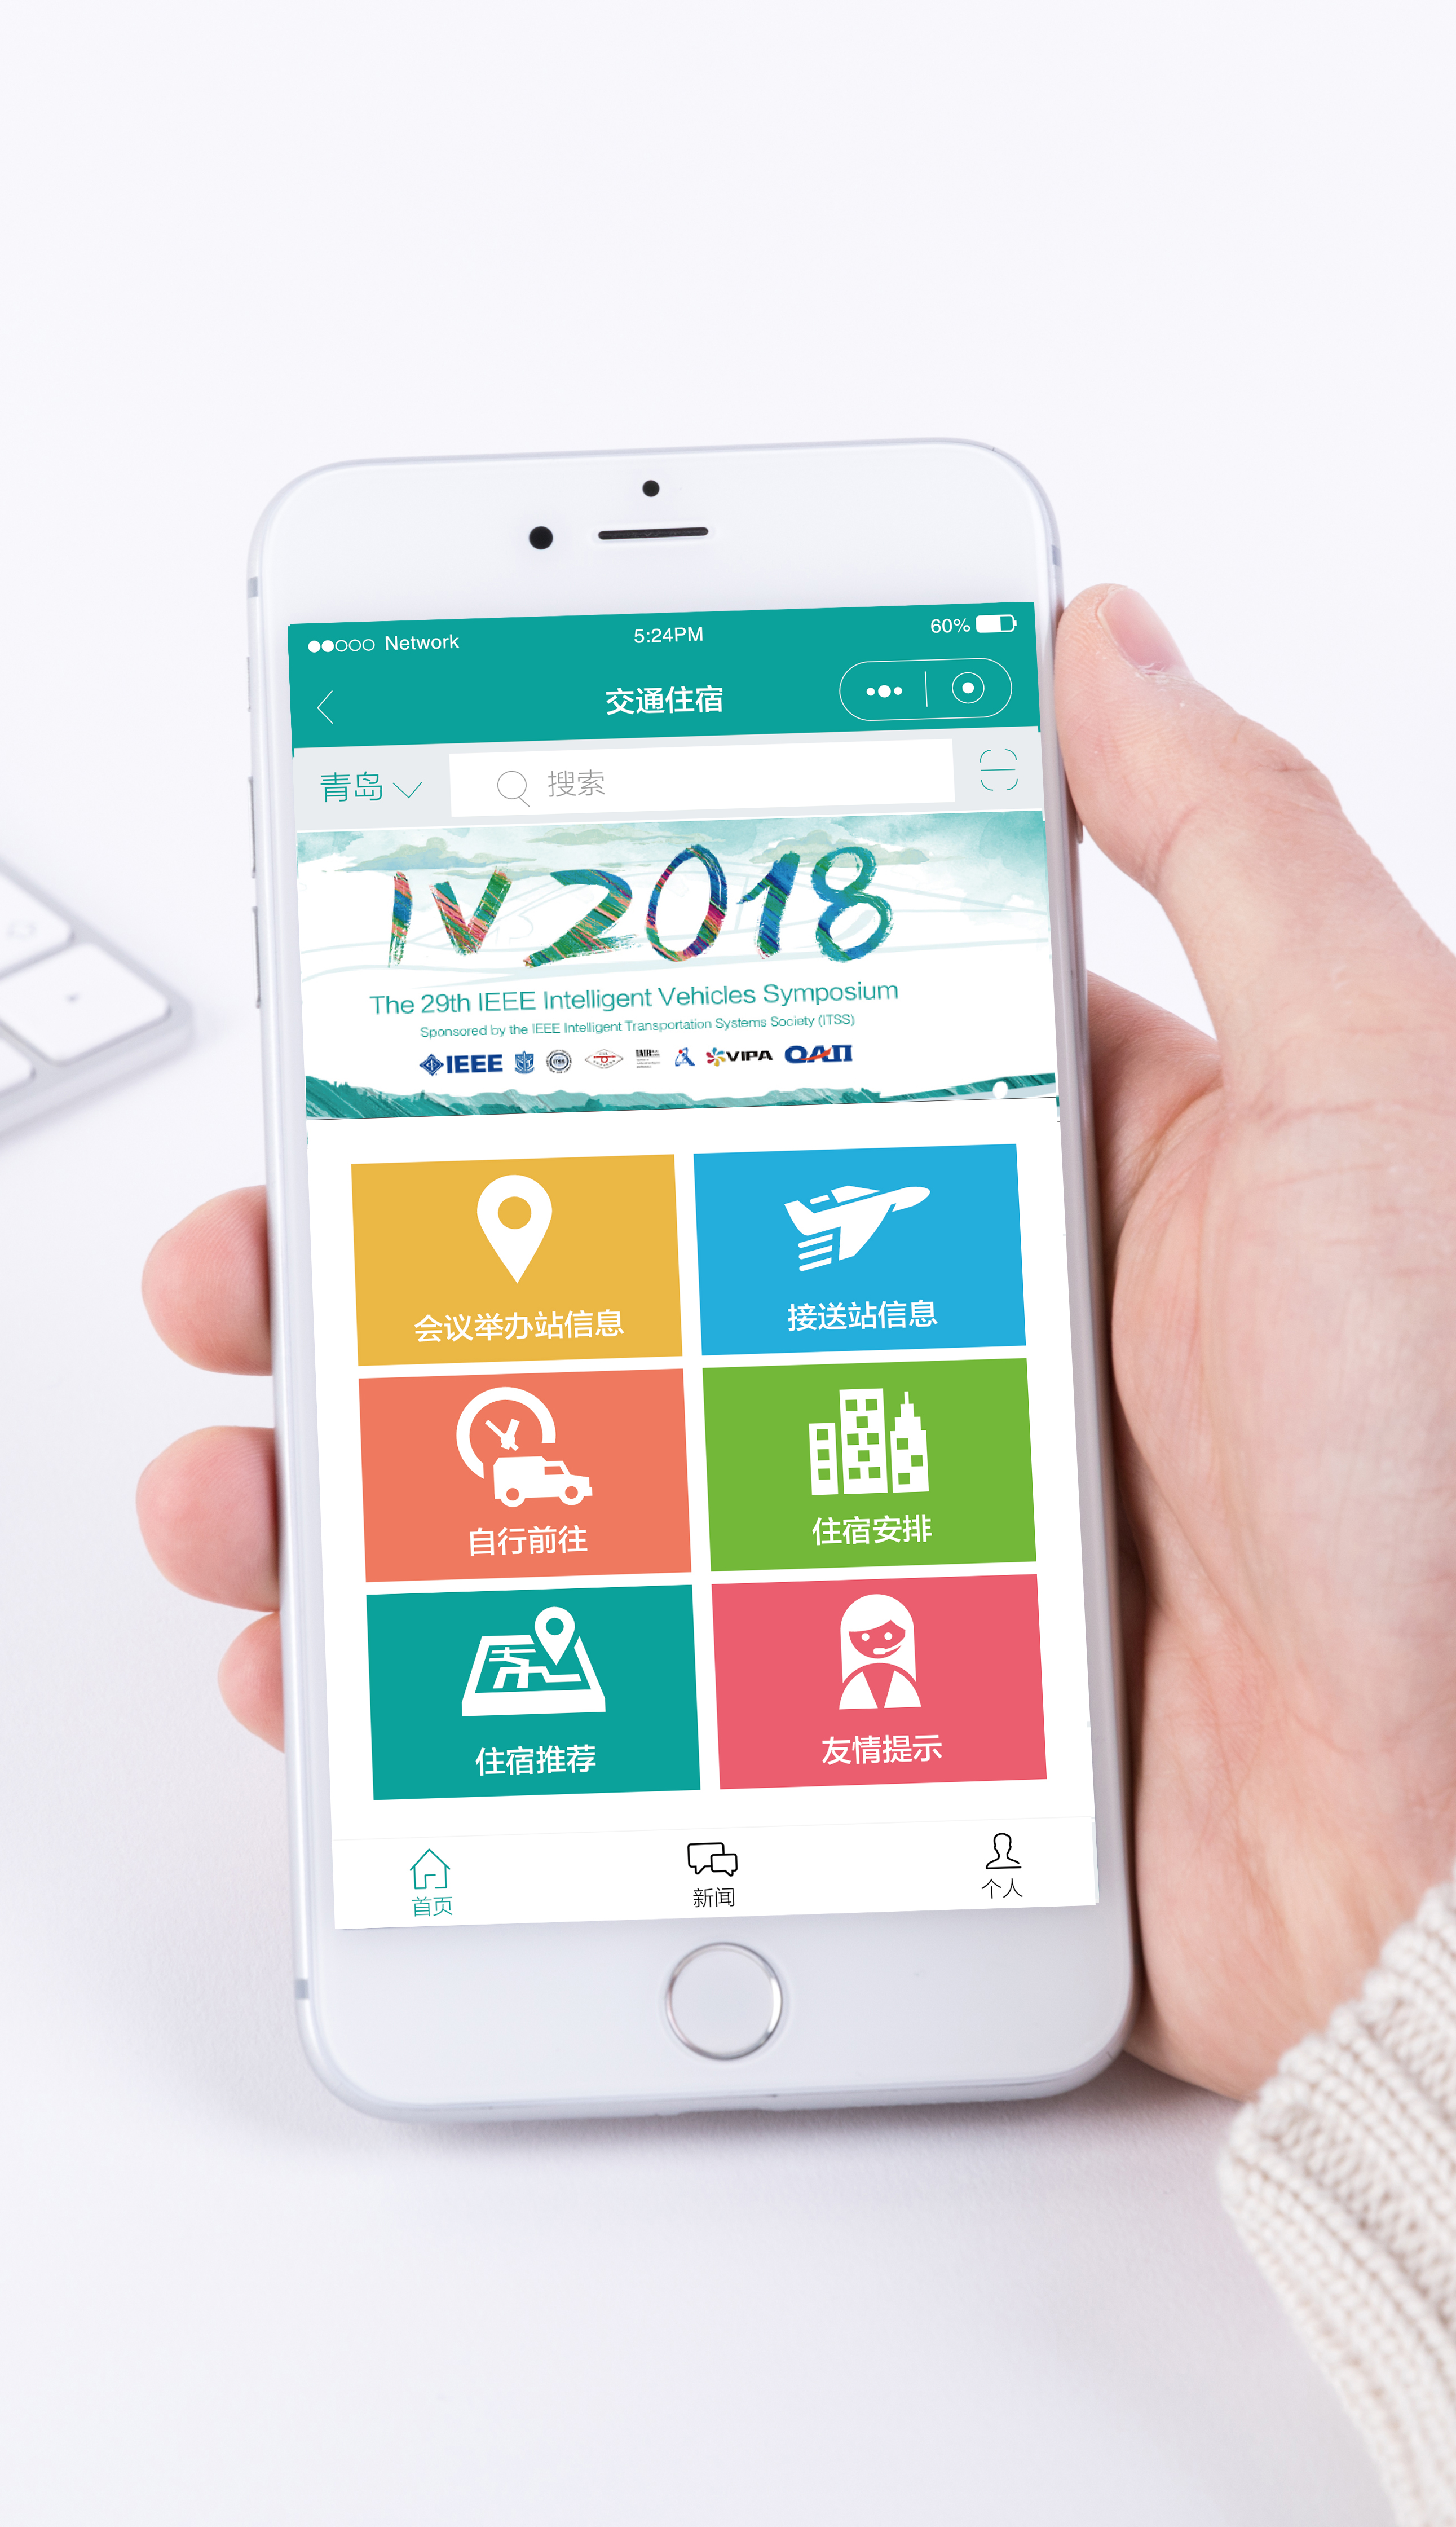 Network
5:24PM
60%
交通住宿
青岛
搜索
IV2018
The 29th IEEE Intelligent Vehicles Symposium
Sponsored by the IEEE Intelligent Transportation Systems Society (ITSS)
IEEE ITSS VIPA QAII
会议举办站信息
接送站信息
自行前往
住宿安排
住宿推荐
友情提示
首页
新闻
个人